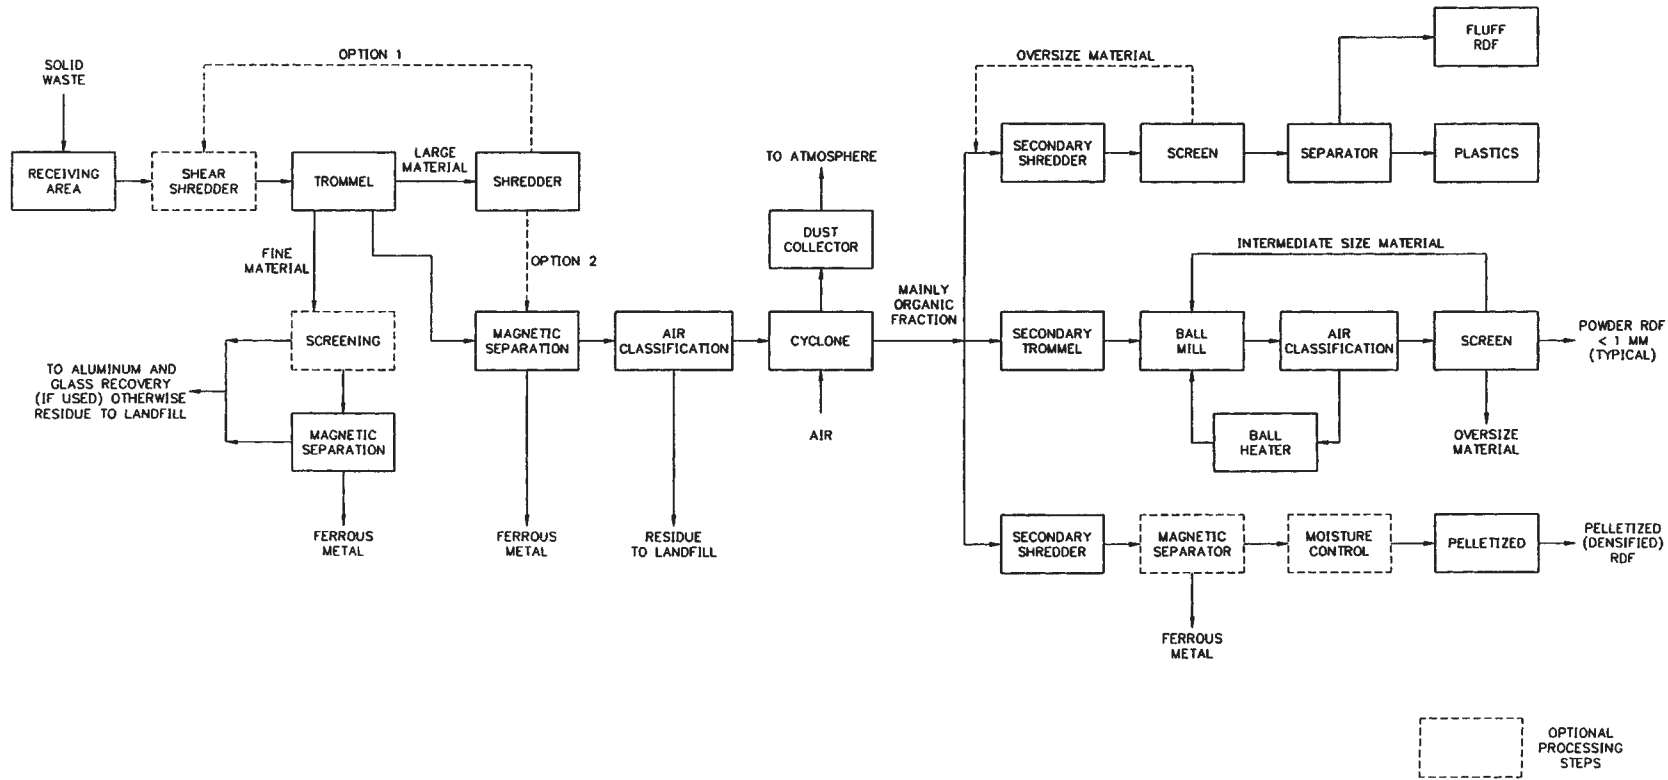 SOLID
WASTE
OPTION 1
RECEIVING
AREA
SHEAR
SHREDDER
TROMMEL
LARGE
MATERIAL
SHREDDER
FINE
MATERIAL
OPTION 2
SCREENING
TO ALUMINUM AND
GLASS RECOVERY
(IF USED) OTHERWISE
RESIDUE TO LANDFILL
MAGNETIC
SEPARATION
FERROUS
METAL
MAGNETIC
SEPARATION
FERROUS
METAL
AIR
CLASSIFICATION
RESIDUE
TO LANDFILL
TO ATMOSPHERE
DUST
COLLECTOR
CYCLONE
AIR
MAINLY
ORGANIC
FRACTION
OVERSIZE MATERIAL
SECONDARY
SHREDDER
SCREEN
SEPARATOR
FLUFF
RDF
PLASTICS
INTERMEDIATE SIZE MATERIAL
SECONDARY
TROMMEL
BALL
MILL
AIR
CLASSIFICATION
SCREEN
POWDER RDF
< 1 MM
(TYPICAL)
BALL
HEATER
OVERSIZE
MATERIAL
SECONDARY
SHREDDER
MAGNETIC
SEPARATOR
MOISTURE
CONTROL
PELLETIZED
PELLETIZED
(DENSIFIED)
RDF
FERROUS
METAL
OPTIONAL
PROCESSING
STEPS